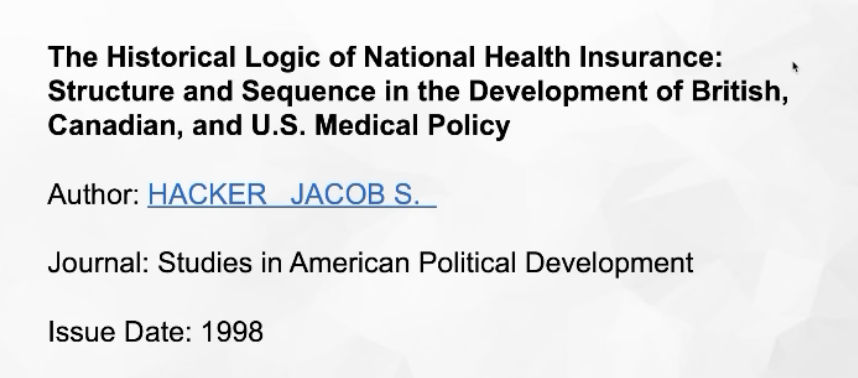 The Historical Logic of National Health Insurance:
Structure and Sequence in the Development of British,
Canadian, and U.S. Medical Policy
Author: HACKER   JACOB S.
Journal: Studies in American Political Development
Issue Date: 1998